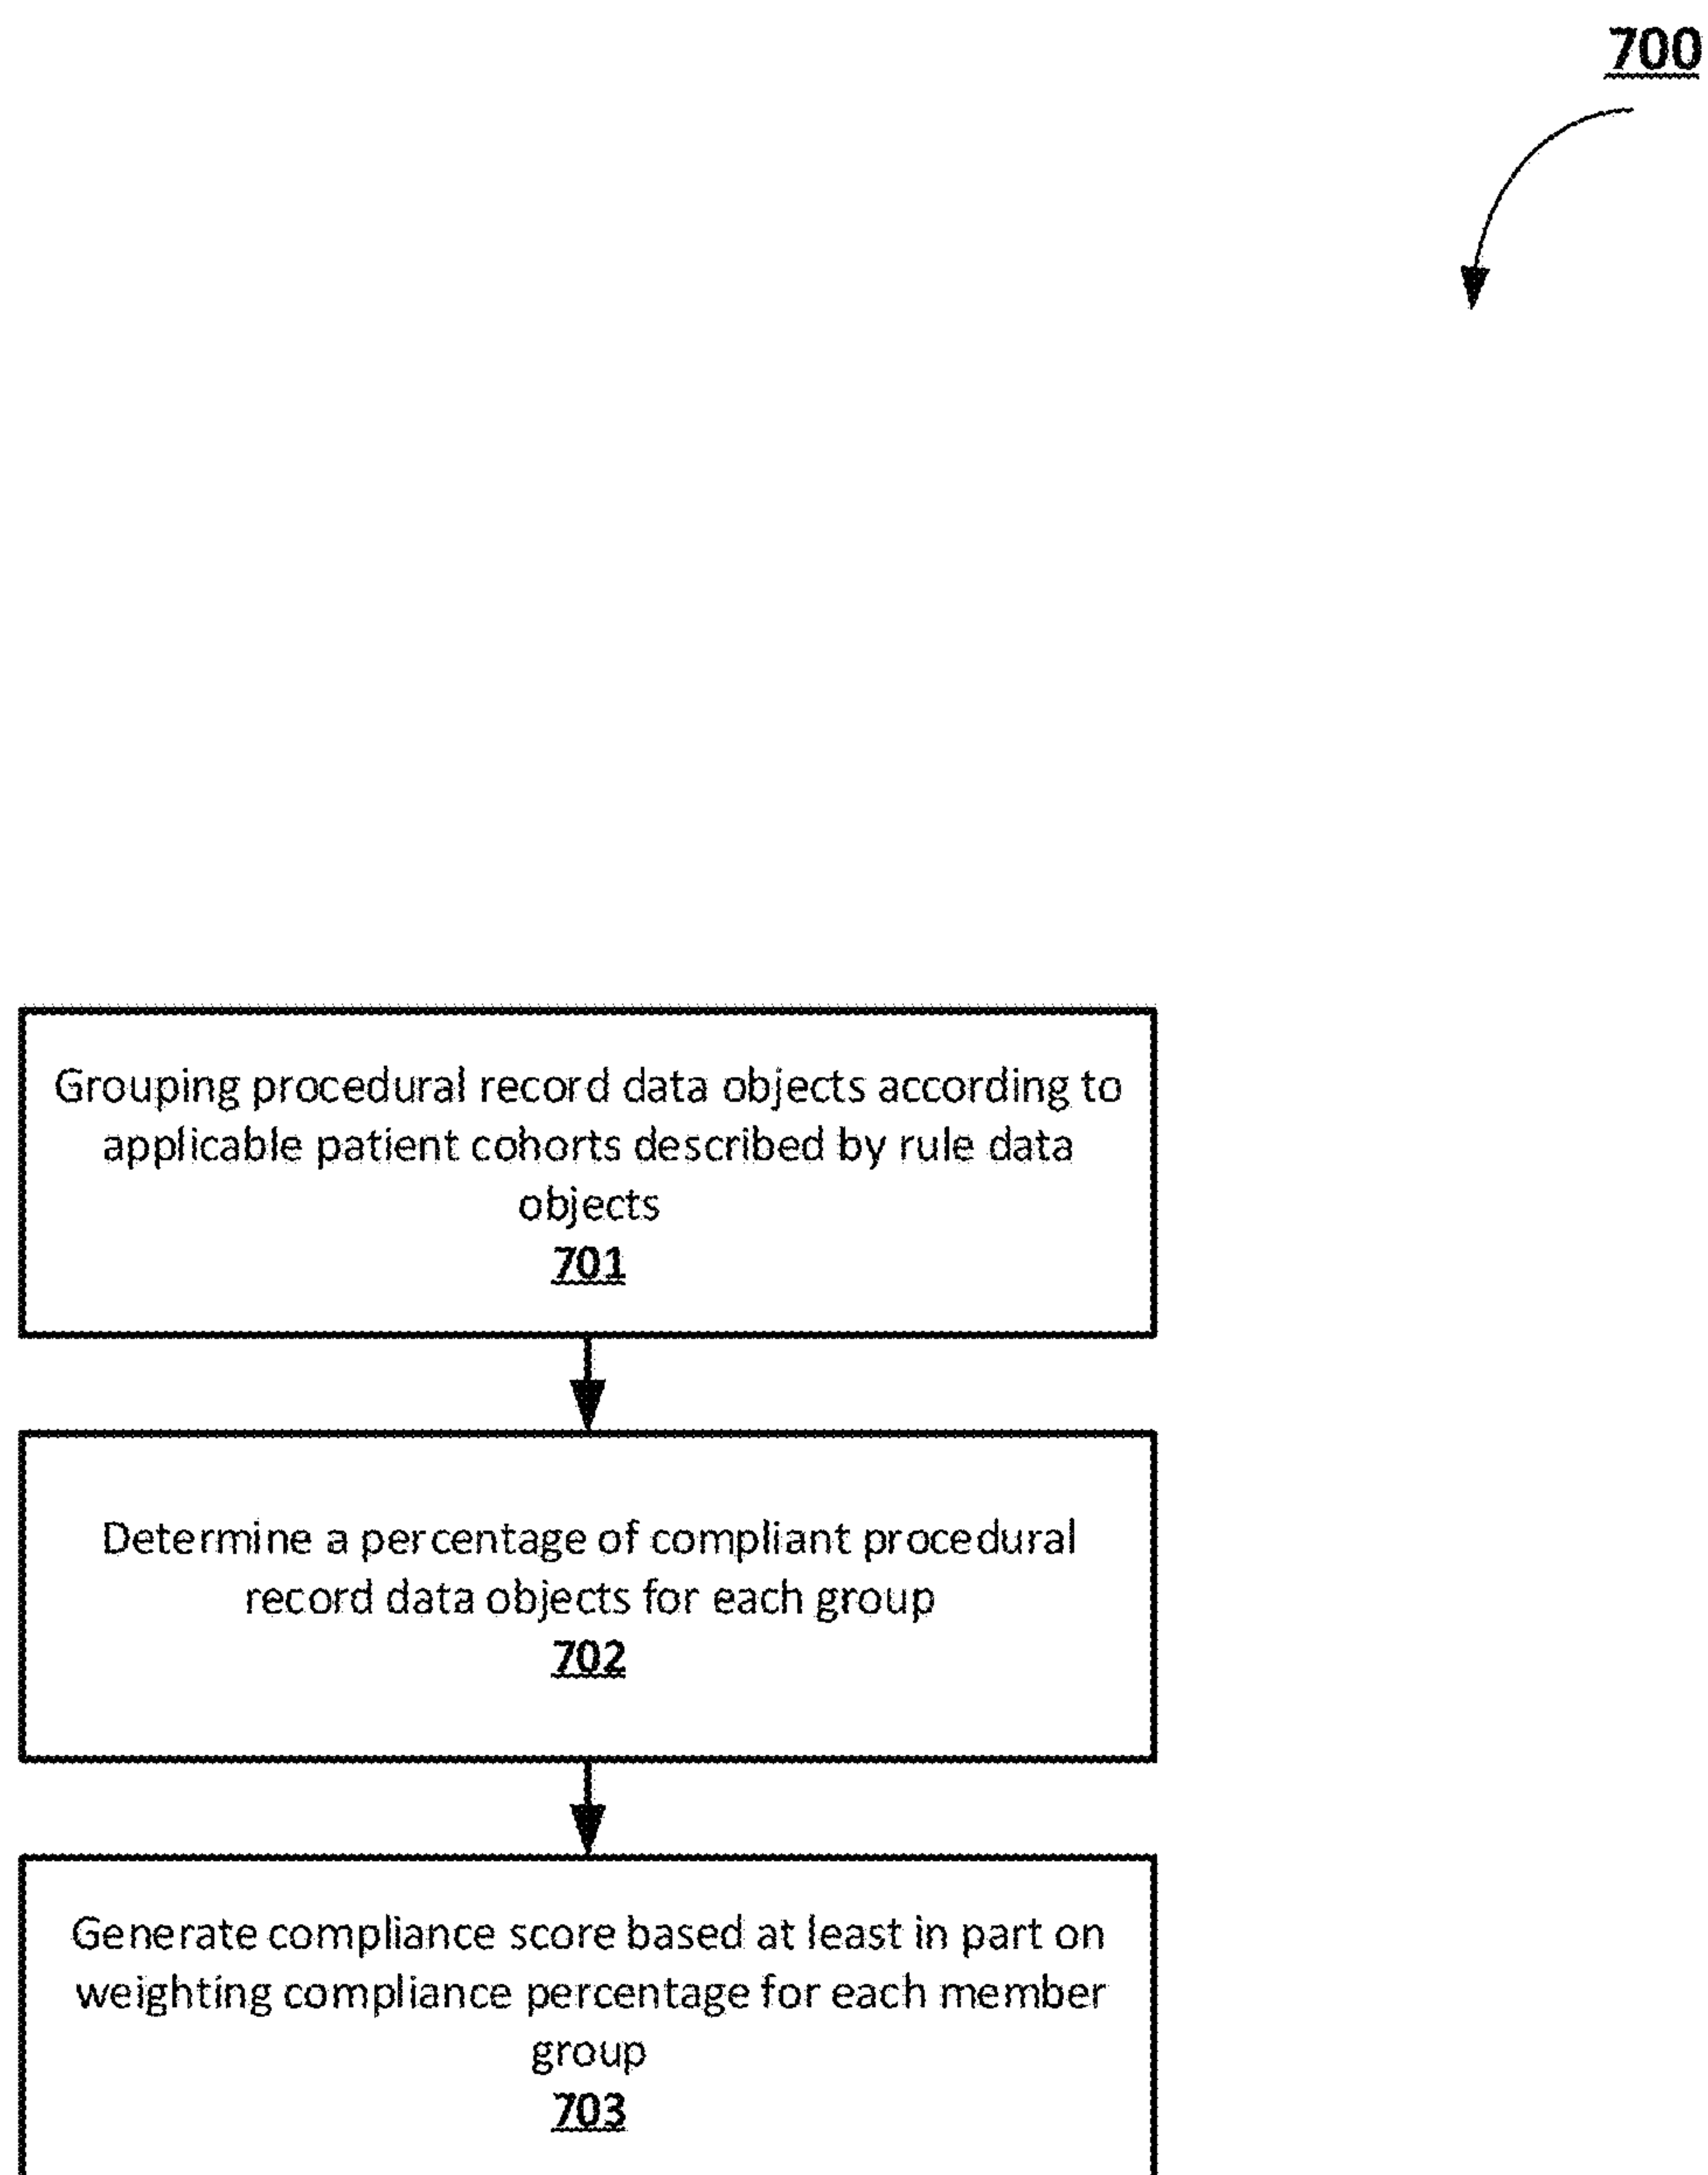 700
Grouping procedural record data objects according to
applicable patient cohorts described by rule data
objects
701
Determine a percentage of compliant procedural
record data objects for each group
702
Generate compliance score based at least in part on
weighting compliance percentage for each member
group
703